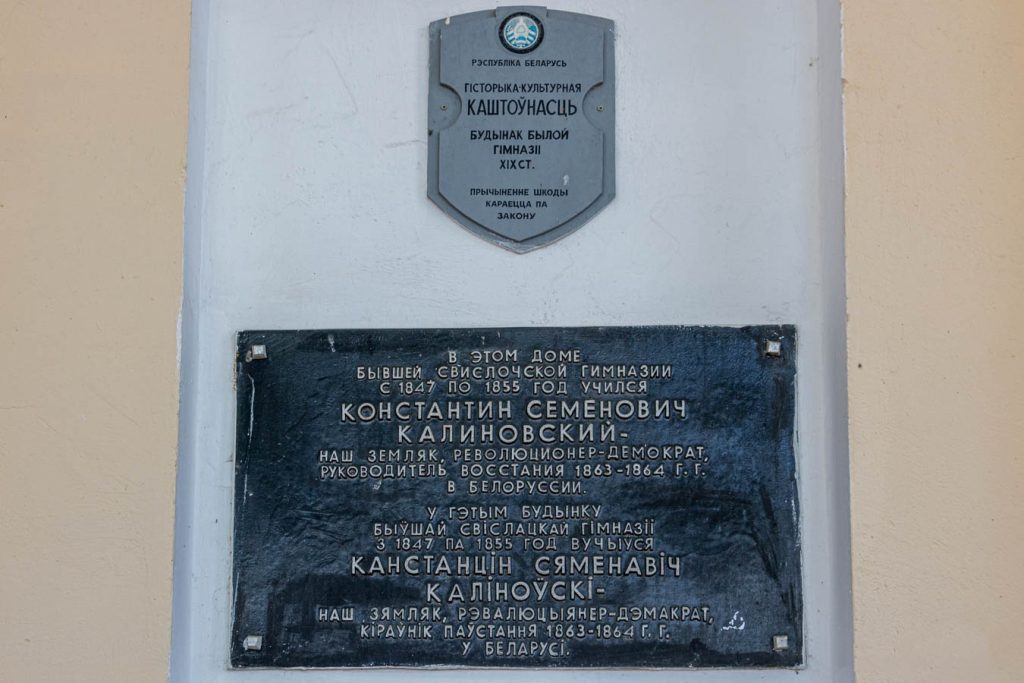 РЭСПУБЛІКА БЕЛАРУСЬ
ГІСТОРЫКА-КУЛЬТУРНАЯ
КАШТОЎНАСЦЬ
БУДЫНАК БЫЛОЙ
ГІМНАЗІІ
XIX СТ.
ПРЫЧЫНЕННЕ ШКОДЫ
КАРАЕЦЦА ПА
ЗАКОНУ
В ЭТОМ ДОМЕ
БЫВШЕЙ СВИСЛОЧСКОЙ ГИМНАЗИИ
С 1847 ПО 1855 ГОД УЧИЛСЯ
КОНСТАНТИН СЕМЕНОВИЧ
КАЛИНОВСКИЙ-
НАШ ЗЕМЛЯК, РЕВОЛЮЦИОНЕР-ДЕМОКРАТ,
РУКОВОДИТЕЛЬ ВОССТАНИЯ 1863-1864 Г. Г.
В БЕЛОРУССИИ.
У ГЭТЫМ БУДЫНКУ
БЫЎШАЙ СВІСЛАЦКАЙ ГІМНАЗІІ
З 1847 ПА 1855 ГОД ВУЧЫЎСЯ
КАНСТАНЦІН СЯМЕНАВІЧ
КАЛІНОЎСКІ-
НАШ ЗЯМЛЯК, РЭВАЛЮЦЫЯНЕР-ДЭМАКРАТ,
КІРАЎНІК ПАЎСТАННЯ 1863-1864 Г. Г.
У БЕЛАРУСІ.